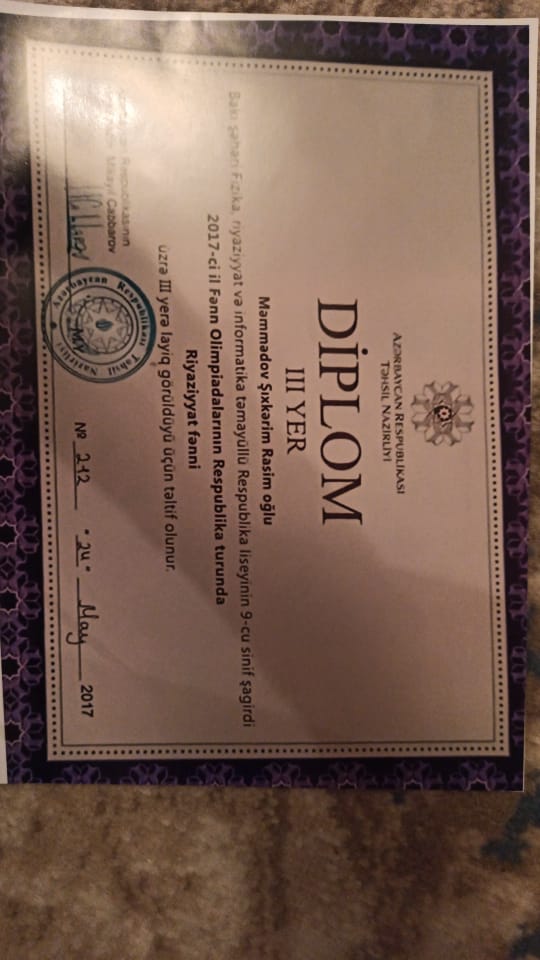 AZƏRBAYCAN RESPUBLİKASI
TƏHSİL NAZİRLİYİ
DİPLOM
III YER
Məmmədov Şıxkərim Rasim oğlu
Bakı şəhəri Fizika, riyaziyyat və informatika təmayüllü Respublika liseyinin 9-cu sinif şagirdi
2017-ci il Fənn Olimpiadalarının Respublika turunda
Riyaziyyat fənni
üzrə III yerə layiq görüldüyü üçün təltif olunur.
Respublikasının
Mikayıl Cabbarov
Azərbaycan Respublikası Təhsil Nazirliyi
№ 212 "24" May 2017